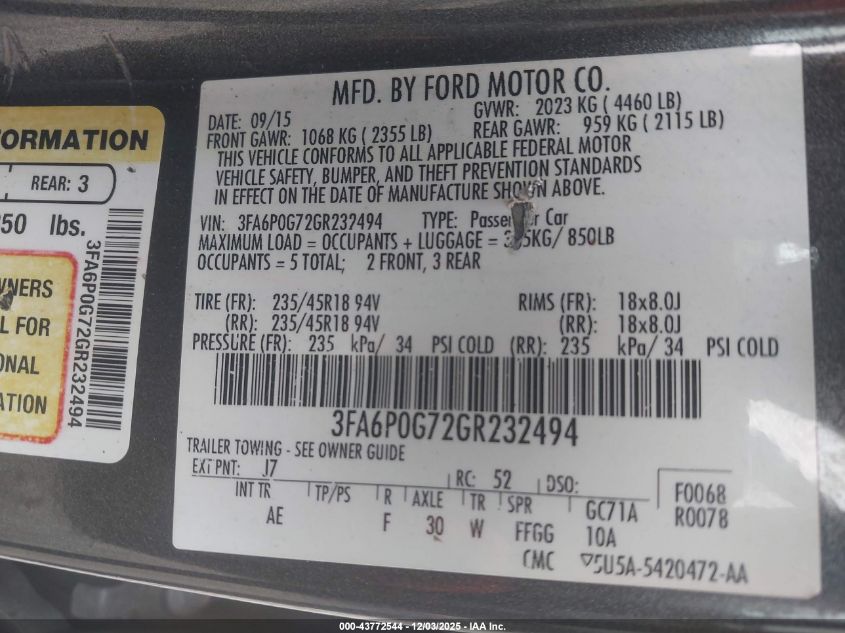 MFD. BY FORD MOTOR CO.
DATE: 09/15
GVWR: 2023 KG ( 4460 LB)
FRONT GAWR: 1068 KG ( 2355 LB)
REAR GAWR: 959 KG ( 2115 LB)
THIS VEHICLE CONFORMS TO ALL APPLICABLE FEDERAL MOTOR
VEHICLE SAFETY, BUMPER, AND THEFT PREVENTION STANDARDS
IN EFFECT ON THE DATE OF MANUFACTURE SHOWN ABOVE.
VIN: 3FA6P0G72GR232494 TYPE: Passenger Car
MAXIMUM LOAD = OCCUPANTS + LUGGAGE = KG/ 850LB
OCCUPANTS = 5 TOTAL; 2 FRONT, 3 REAR
TIRE (FR): 235/45R18 94V RIMS (FR): 18x8.0J
(RR): 235/45R18 94V (RR): 18x8.0J
PRESSURE (FR): 235 kPa/ 34 PSI COLD (RR): 235 kPa/ 34 PSI COLD
3FA6P0G72GR232494
TRAILER TOWING - SEE OWNER GUIDE
EXT PNT: J7 RC: 52 DSO: F0068
INT TR TP/PS R AXLE TR SPR GC71A R0078
AE F 30 W FFGG 10A
CMC 5U5A-5420472-AA
FORMATION
REAR: 3
850 lbs.
WNERS
L FOR
ONAL
ATION
3FA6P0G72GR232494
000-43772544 - 12/03/2025 - IAA Inc.